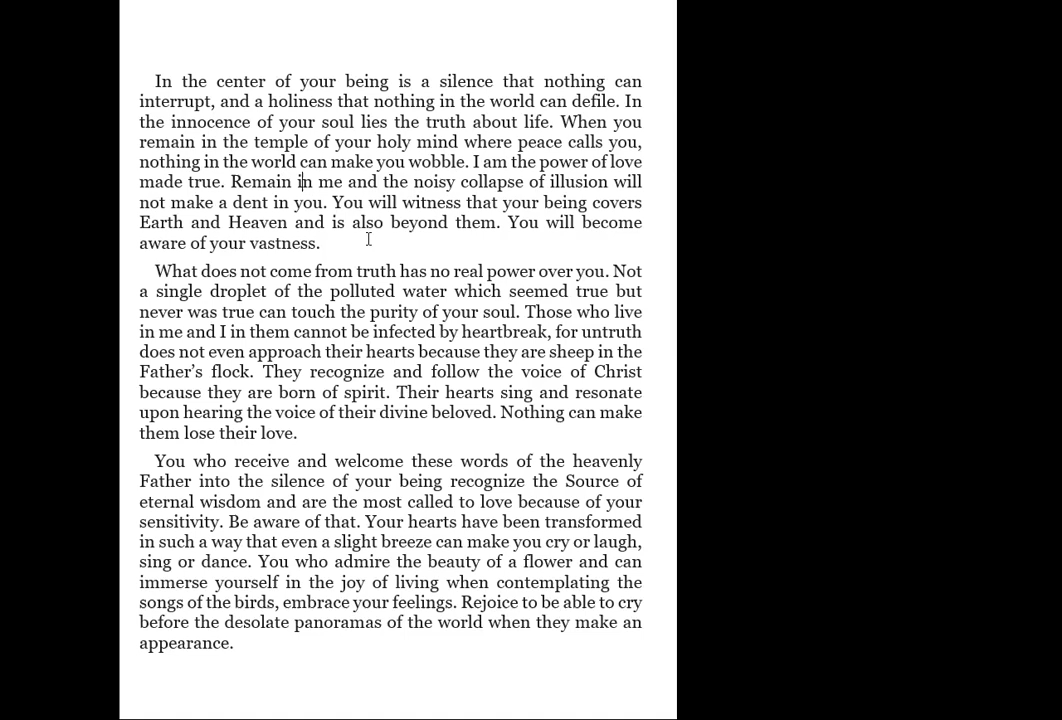 In the center of your being is a silence that nothing can
interrupt, and a holiness that nothing in the world can defile. In
the innocence of your soul lies the truth about life. When you
remain in the temple of your holy mind where peace calls you,
nothing in the world can make you wobble. I am the power of love
made true. Remain in me and the noisy collapse of illusion will
not make a dent in you. You will witness that your being covers
Earth and Heaven and is also beyond them. You will become
aware of your vastness.
What does not come from truth has no real power over you. Not
a single droplet of the polluted water which seemed true but
never was true can touch the purity of your soul. Those who live
in me and I in them cannot be infected by heartbreak, for untruth
does not even approach their hearts because they are sheep in the
Father’s flock. They recognize and follow the voice of Christ
because they are born of spirit. Their hearts sing and resonate
upon hearing the voice of their divine beloved. Nothing can make
them lose their love.
You who receive and welcome these words of the heavenly
Father into the silence of your being recognize the Source of
eternal wisdom and are the most called to love because of your
sensitivity. Be aware of that. Your hearts have been transformed
in such a way that even a slight breeze can make you cry or laugh,
sing or dance. You who admire the beauty of a flower and can
immerse yourself in the joy of living when contemplating the
songs of the birds, embrace your feelings. Rejoice to be able to cry
before the desolate panoramas of the world when they make an
appearance.